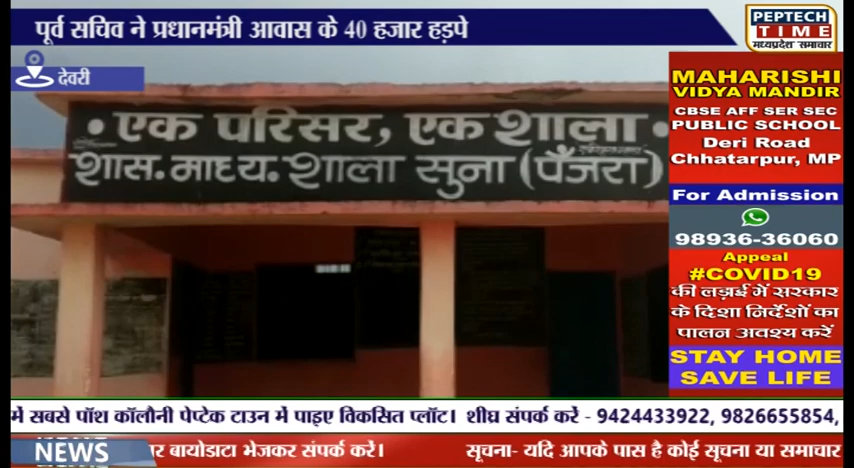 पूर्व सचिव ने प्रधानमंत्री आवास के 40 हजार हड़पे
PEPTECH
TIME
मध्यप्रदेश समाचार
देवरी
• एक परिसर, एक शाला •
शास. माध्य. शाला सुना (पँजरा)
MAHARISHI
VIDYA MANDIR
CBSE AFF SER SEC
PUBLIC SCHOOL
Deri Road
Chhatarpur, MP
For Admission
98936-36060
Appeal
#COVID19
की लड़ाई में सरकार
के दिशा निर्देशों का
पालन अवश्य करें
STAY HOME
SAVE LIFE
में सबसे पॉश कॉलौनी पेप्टेक टाउन में पाइए विकसित प्लॉट। शीघ्र संपर्क करें - 9424433922, 9826655854,
NEWS
पर बायोडाटा भेजकर संपर्क करें। सूचना- यदि आपके पास है कोई सूचना या समाचार